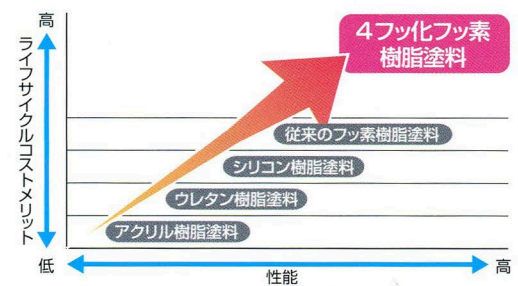 高
ライフサイクルコストメリット
4フッ化フッ素
樹脂塗料
従来のフッ素樹脂塗料
シリコン樹脂塗料
ウレタン樹脂塗料
アクリル樹脂塗料
低
性能
高